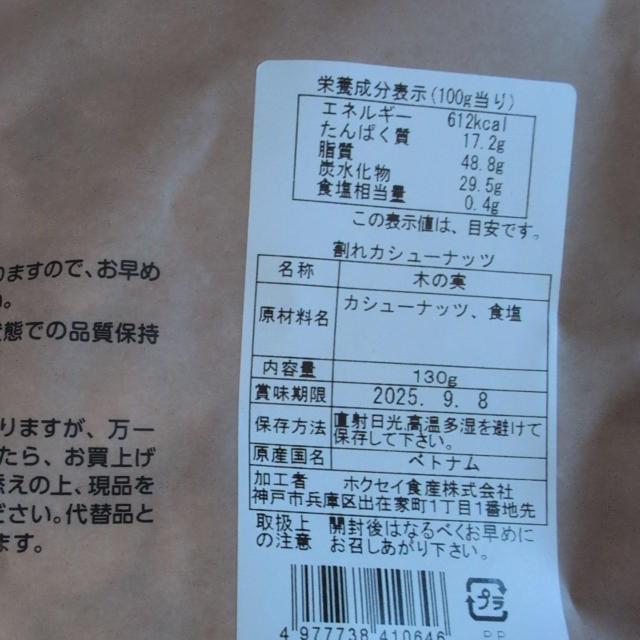 栄養成分表示(100g当り)
エネルギー 612kcal
たんぱく質 17.2g
脂質 48.8g
炭水化物 29.5g
食塩相当量 0.4g
この表示値は、目安です。
割れカシューナッツ
名称 木の実
原材料名 カシューナッツ、食塩
内容量 130g
賞味期限 2025. 9. 8
保存方法 直射日光,高温多湿を避けて
保存して下さい。
原産国名 ベトナム
加工者 ホクセイ食産株式会社
神戸市兵庫区出在家町1丁目1番地先
取扱上 開封後はなるべくお早めに
の注意 お召しあがり下さい。
プラ
4 977738 410646
りますので、お早め
い。
状態での品質保持
りますが、万一
たら、お買上げ
添えの上、現品を
ださい。代替品と
ます。